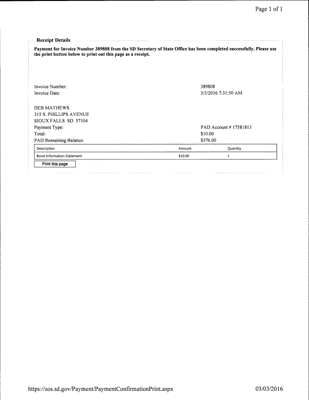 Page 1 of 1
Receipt Details
Payment for Invoice Number 389808 from the SD Secretary of State Office has been completed successfully. Please use
the print button below to print out this page as a receipt.
Invoice Number: 389808
Invoice Date: 3/3/2016 7:31:50 AM
DEB MATHEWS
315 S. PHILLIPS AVENUE
SIOUX FALLS SD 57104
Payment Type: PAD Account # 17581813
Total: $10.00
PAD Remaining Balance: $376.00
Description Amount Quantity
Bond Information Statement $10.00 1
Print this page
https://sos.sd.gov/Payment/PaymentConfirmationPrint.aspx 03/03/2016